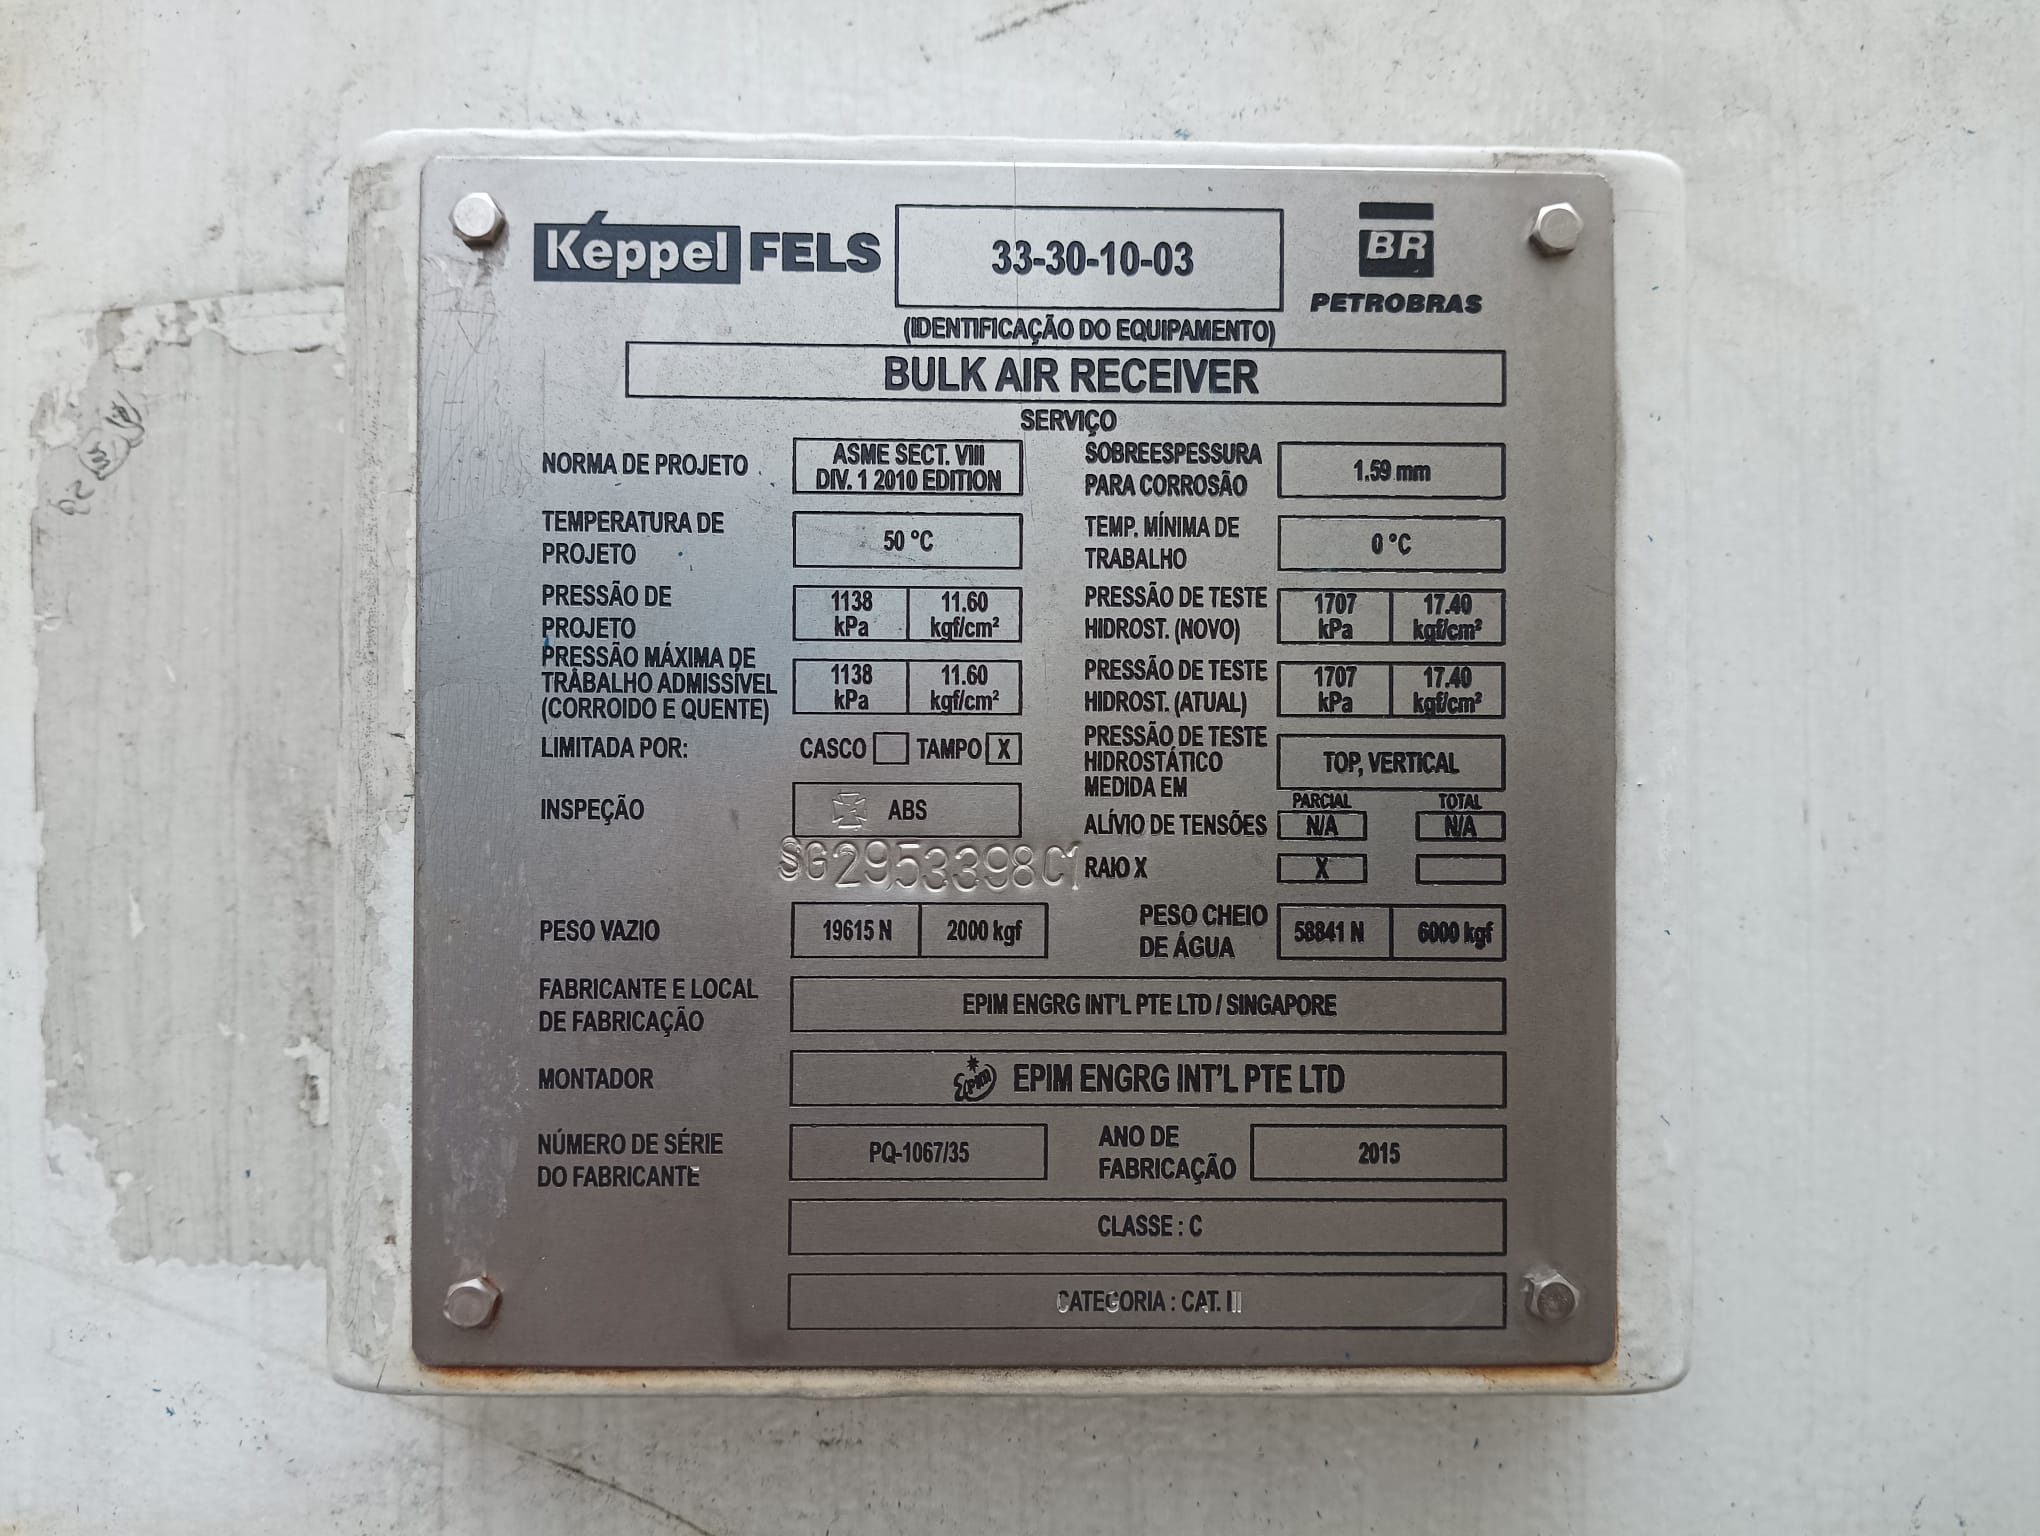 Keppel FELS
33-30-10-03
BR
PETROBRAS
(IDENTIFICAÇÃO DO EQUIPAMENTO)
BULK AIR RECEIVER
SERVIÇO
NORMA DE PROJETO
ASME SECT. VIII
DIV. 1 2010 EDITION
SOBREESPESSURA
PARA CORROSÃO
1.59 mm
TEMPERATURA DE
PROJETO
50 °C
TEMP. MÍNIMA DE
TRABALHO
0 °C
PRESSÃO DE
PROJETO
1138 kPa
11.60 kgf/cm²
PRESSÃO DE TESTE
HIDROST. (NOVO)
1707 kPa
17.40 kgf/cm²
PRESSÃO MÁXIMA DE
TRABALHO ADMISSÍVEL
(CORROIDO E QUENTE)
1138 kPa
11.60 kgf/cm²
PRESSÃO DE TESTE
HIDROST. (ATUAL)
1707 kPa
17.40 kgf/cm²
LIMITADA POR:
CASCO
TAMPO X
PRESSÃO DE TESTE
HIDROSTÁTICO
MEDIDA EM
TOP, VERTICAL
INSPEÇÃO
ABS
SG2953398C1
PARCIAL
TOTAL
ALÍVIO DE TENSÕES
N/A
N/A
RAIO X
X
PESO VAZIO
19615 N
2000 kgf
PESO CHEIO
DE ÁGUA
58841 N
6000 kgf
FABRICANTE E LOCAL
DE FABRICAÇÃO
EPIM ENGRG INT'L PTE LTD / SINGAPORE
MONTADOR
EPIM EPIM ENGRG INT'L PTE LTD
NÚMERO DE SÉRIE
DO FABRICANTE
PQ-1067/35
ANO DE
FABRICAÇÃO
2015
CLASSE : C
CATEGORIA : CAT. III